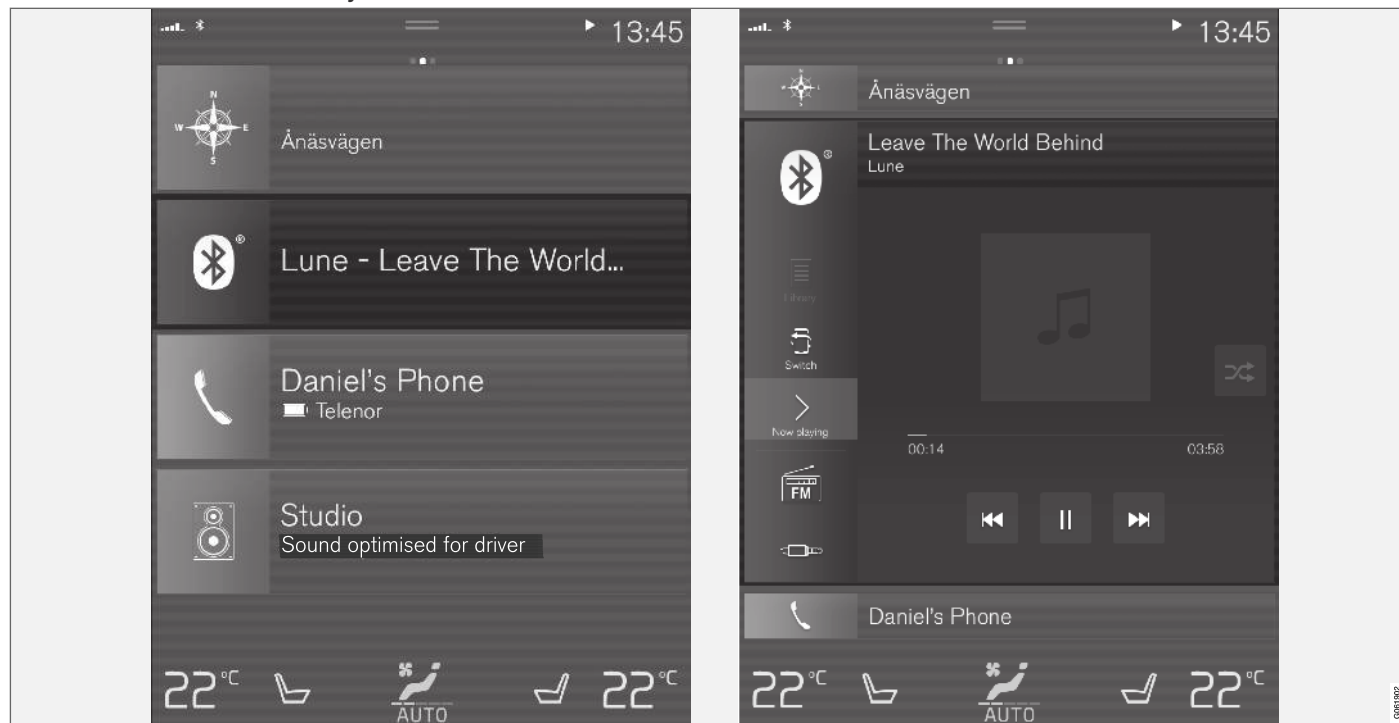 13:45
N
W E
S
Ånäsvägen
Lune - Leave The World...
Daniel's Phone
Telenor
Studio
Sound optimised for driver
22°C
AUTO
22°C
13:45
Ånäsvägen
Leave The World Behind
Lune
Library
Switch
Now playing
00:14
03:58
FM
Daniel's Phone
22°C
AUTO
22°C